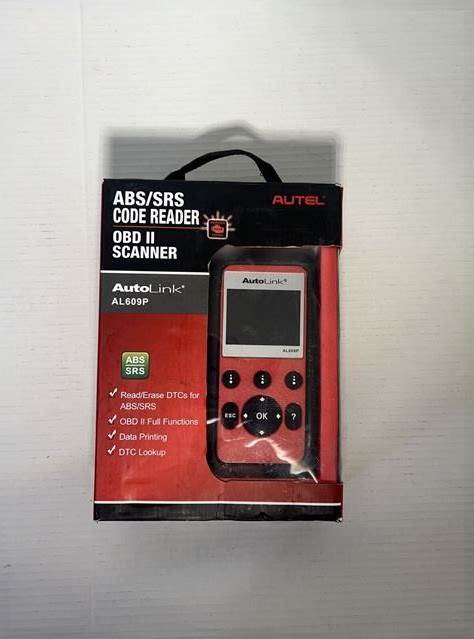 ABS/SRS
CODE READER
OBD II
SCANNER
AUTEL
AutoLink®
AL609P
ABS
SRS
Read/Erase DTCs for
ABS/SRS
OBD II Full Functions
Data Printing
DTC Lookup
AutoLink®
AL609P
ESC
OK
?